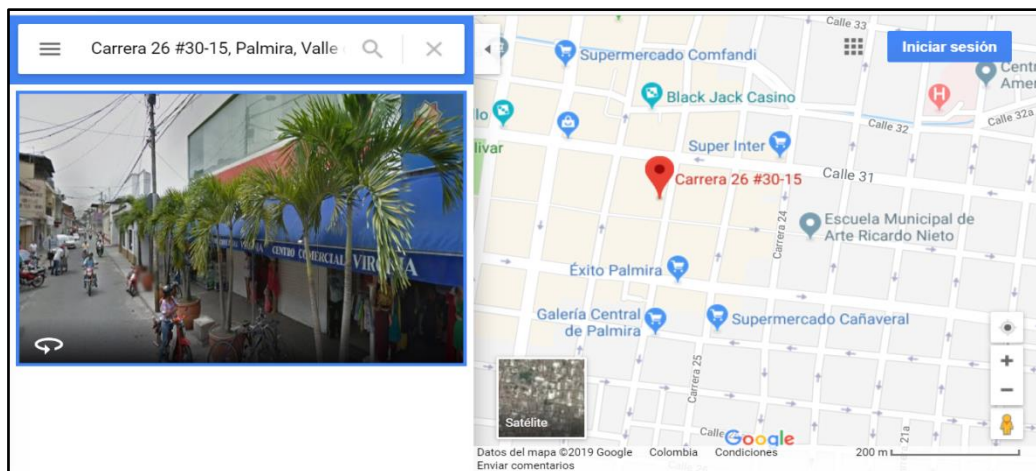 Carrera 26 #30-15, Palmira, Valle
CENTRO COMERCIAL VIRGINIA
Iniciar sesión
Calle 33
Supermercado Comfandi
Centr
Amer
Black Jack Casino
H
llo
Calle 32
Calle 32a
Super Inter
livar
Calle 31
Carrera 26 #30-15
Carrera 24
Escuela Municipal de
Arte Ricardo Nieto
Éxito Palmira
Galería Central
de Palmira
Supermercado Cañaveral
Carrera 25
Satélite
Calle
Google
21a
Datos del mapa ©2019 Google Colombia Condiciones 200 m
Enviar comentarios